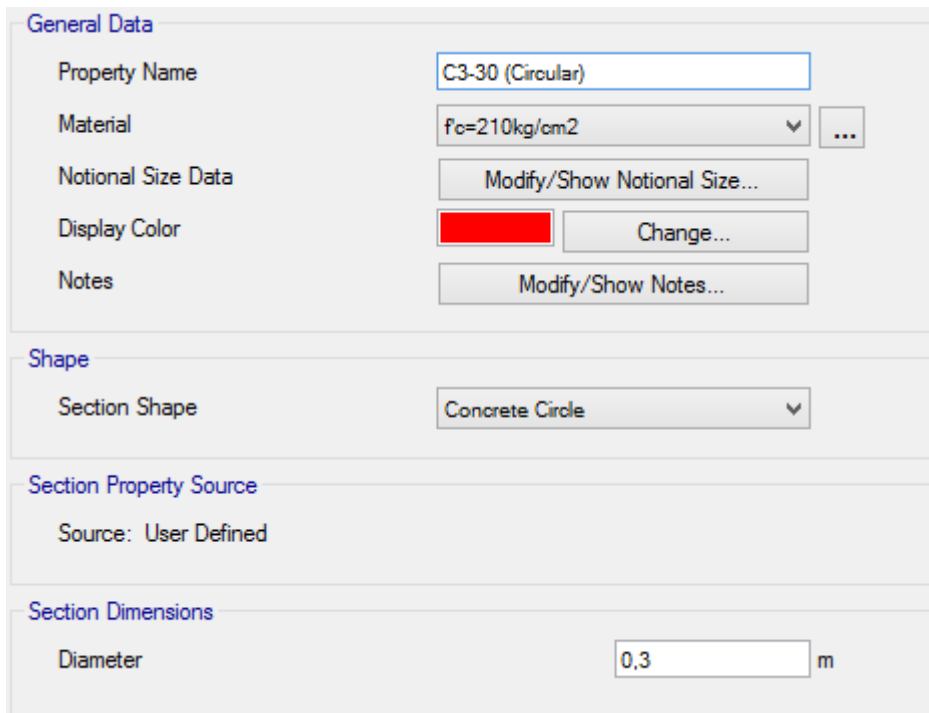 General Data
Property Name C3-30 (Circular)
Material f'c=210kg/cm2 ...
Notional Size Data Modify/Show Notional Size...
Display Color Change...
Notes Modify/Show Notes...
Shape
Section Shape Concrete Circle
Section Property Source
Source: User Defined
Section Dimensions
Diameter 0,3 m